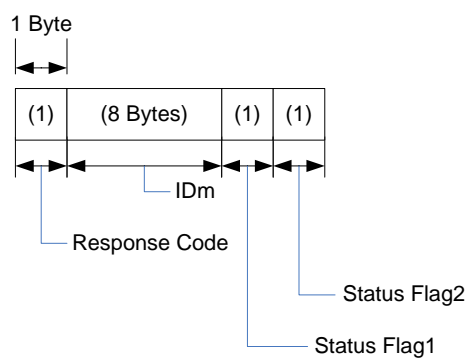 1 Byte
(1) (8 Bytes) (1) (1)
IDm
Response Code
Status Flag2
Status Flag1